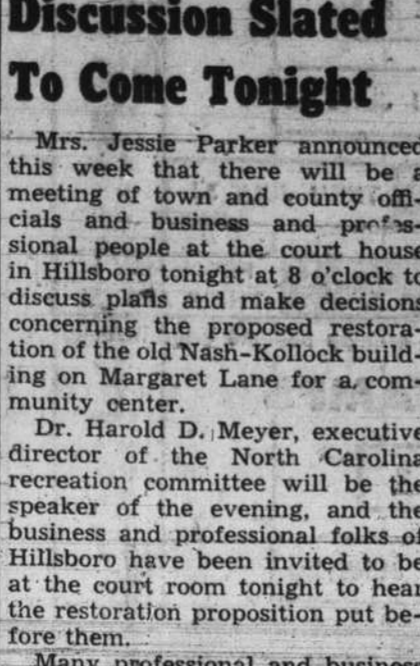 Discussion Slated
To Come Tonight
Mrs. Jessie Parker announced
this week that there will be a
meeting of town and county offi-
cials and business and profes-
sional people at the court house
in Hillsboro tonight at 8 o'clock to
discuss plans and make decisions
concerning the proposed restora-
tion of the old Nash-Kollock build-
ing on Margaret Lane for a com-
munity center.
Dr. Harold D. Meyer, executive
director of the North Carolina
recreation committee will be the
speaker of the evening, and the
business and professional folks of
Hillsboro have been invited to be
at the court room tonight to hear
the restoration proposition put be-
fore them.
Many professional and busine